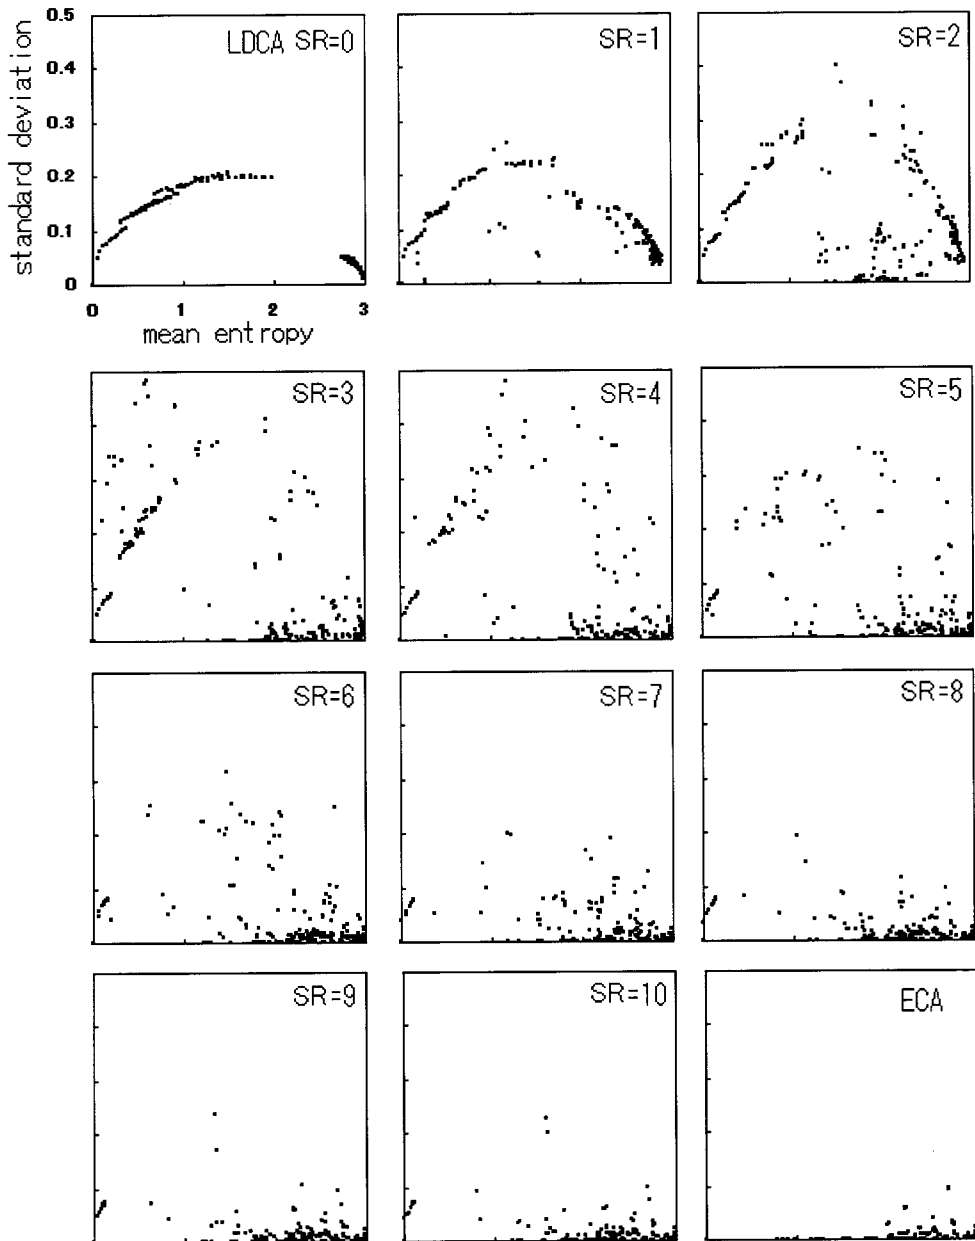 standard deviation
0.5
0.4
0.3
0.2
0.1
0
0
1
2
3
mean entropy
LDCA SR=0
SR=1
SR=2
SR=3
SR=4
SR=5
SR=6
SR=7
SR=8
SR=9
SR=10
ECA